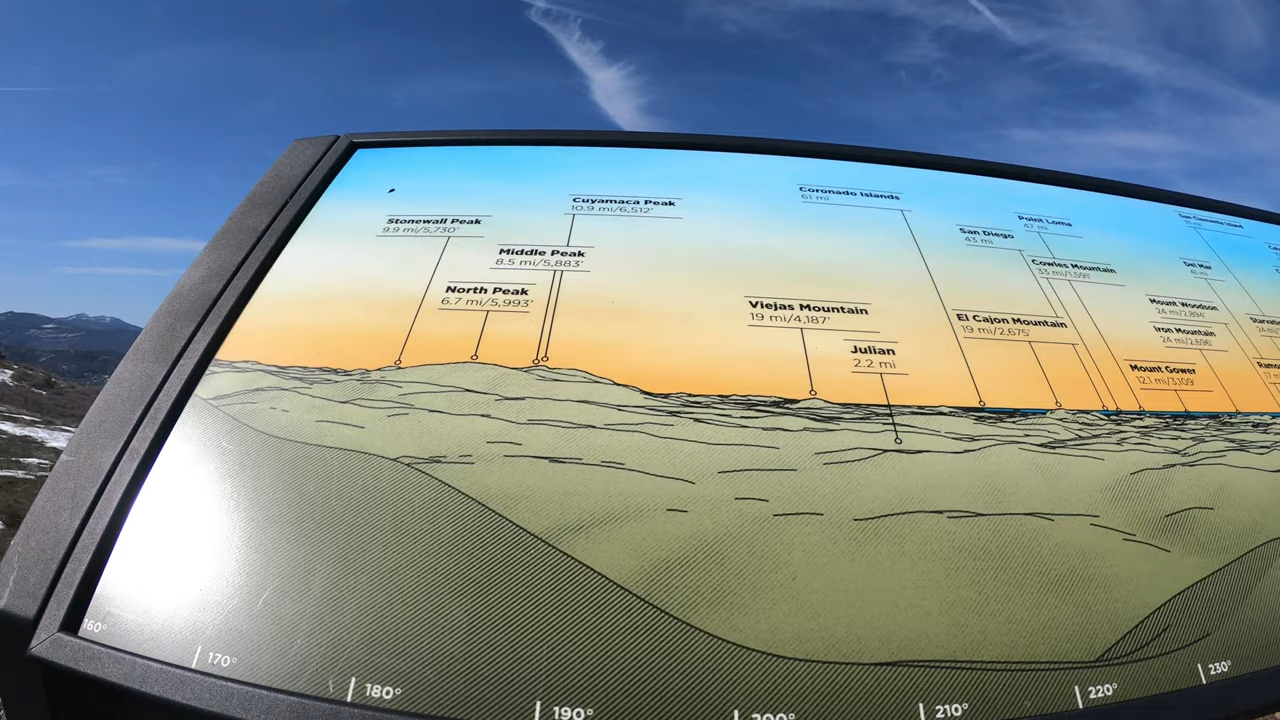 Stonewall Peak
9.9 mi/5,730'
Cuyamaca Peak
10.9 mi/6,512'
Middle Peak
8.5 mi/5,883'
North Peak
6.7 mi/5,993'
Viejas Mountain
19 mi/4,187'
Julian
2.2 mi
Coronado Islands
61 mi
San Diego
43 mi
Point Loma
47 mi
Cowles Mountain
33 mi/1,591'
El Cajon Mountain
19 mi/2,675'
San Clemente Island
Del Mar
Mount Woodson
24 mi/2,894'
Iron Mountain
24 mi/2,696'
Mount Gower
12.1 mi/3,109'
160°
170°
180°
190°
200°
210°
220°
230°